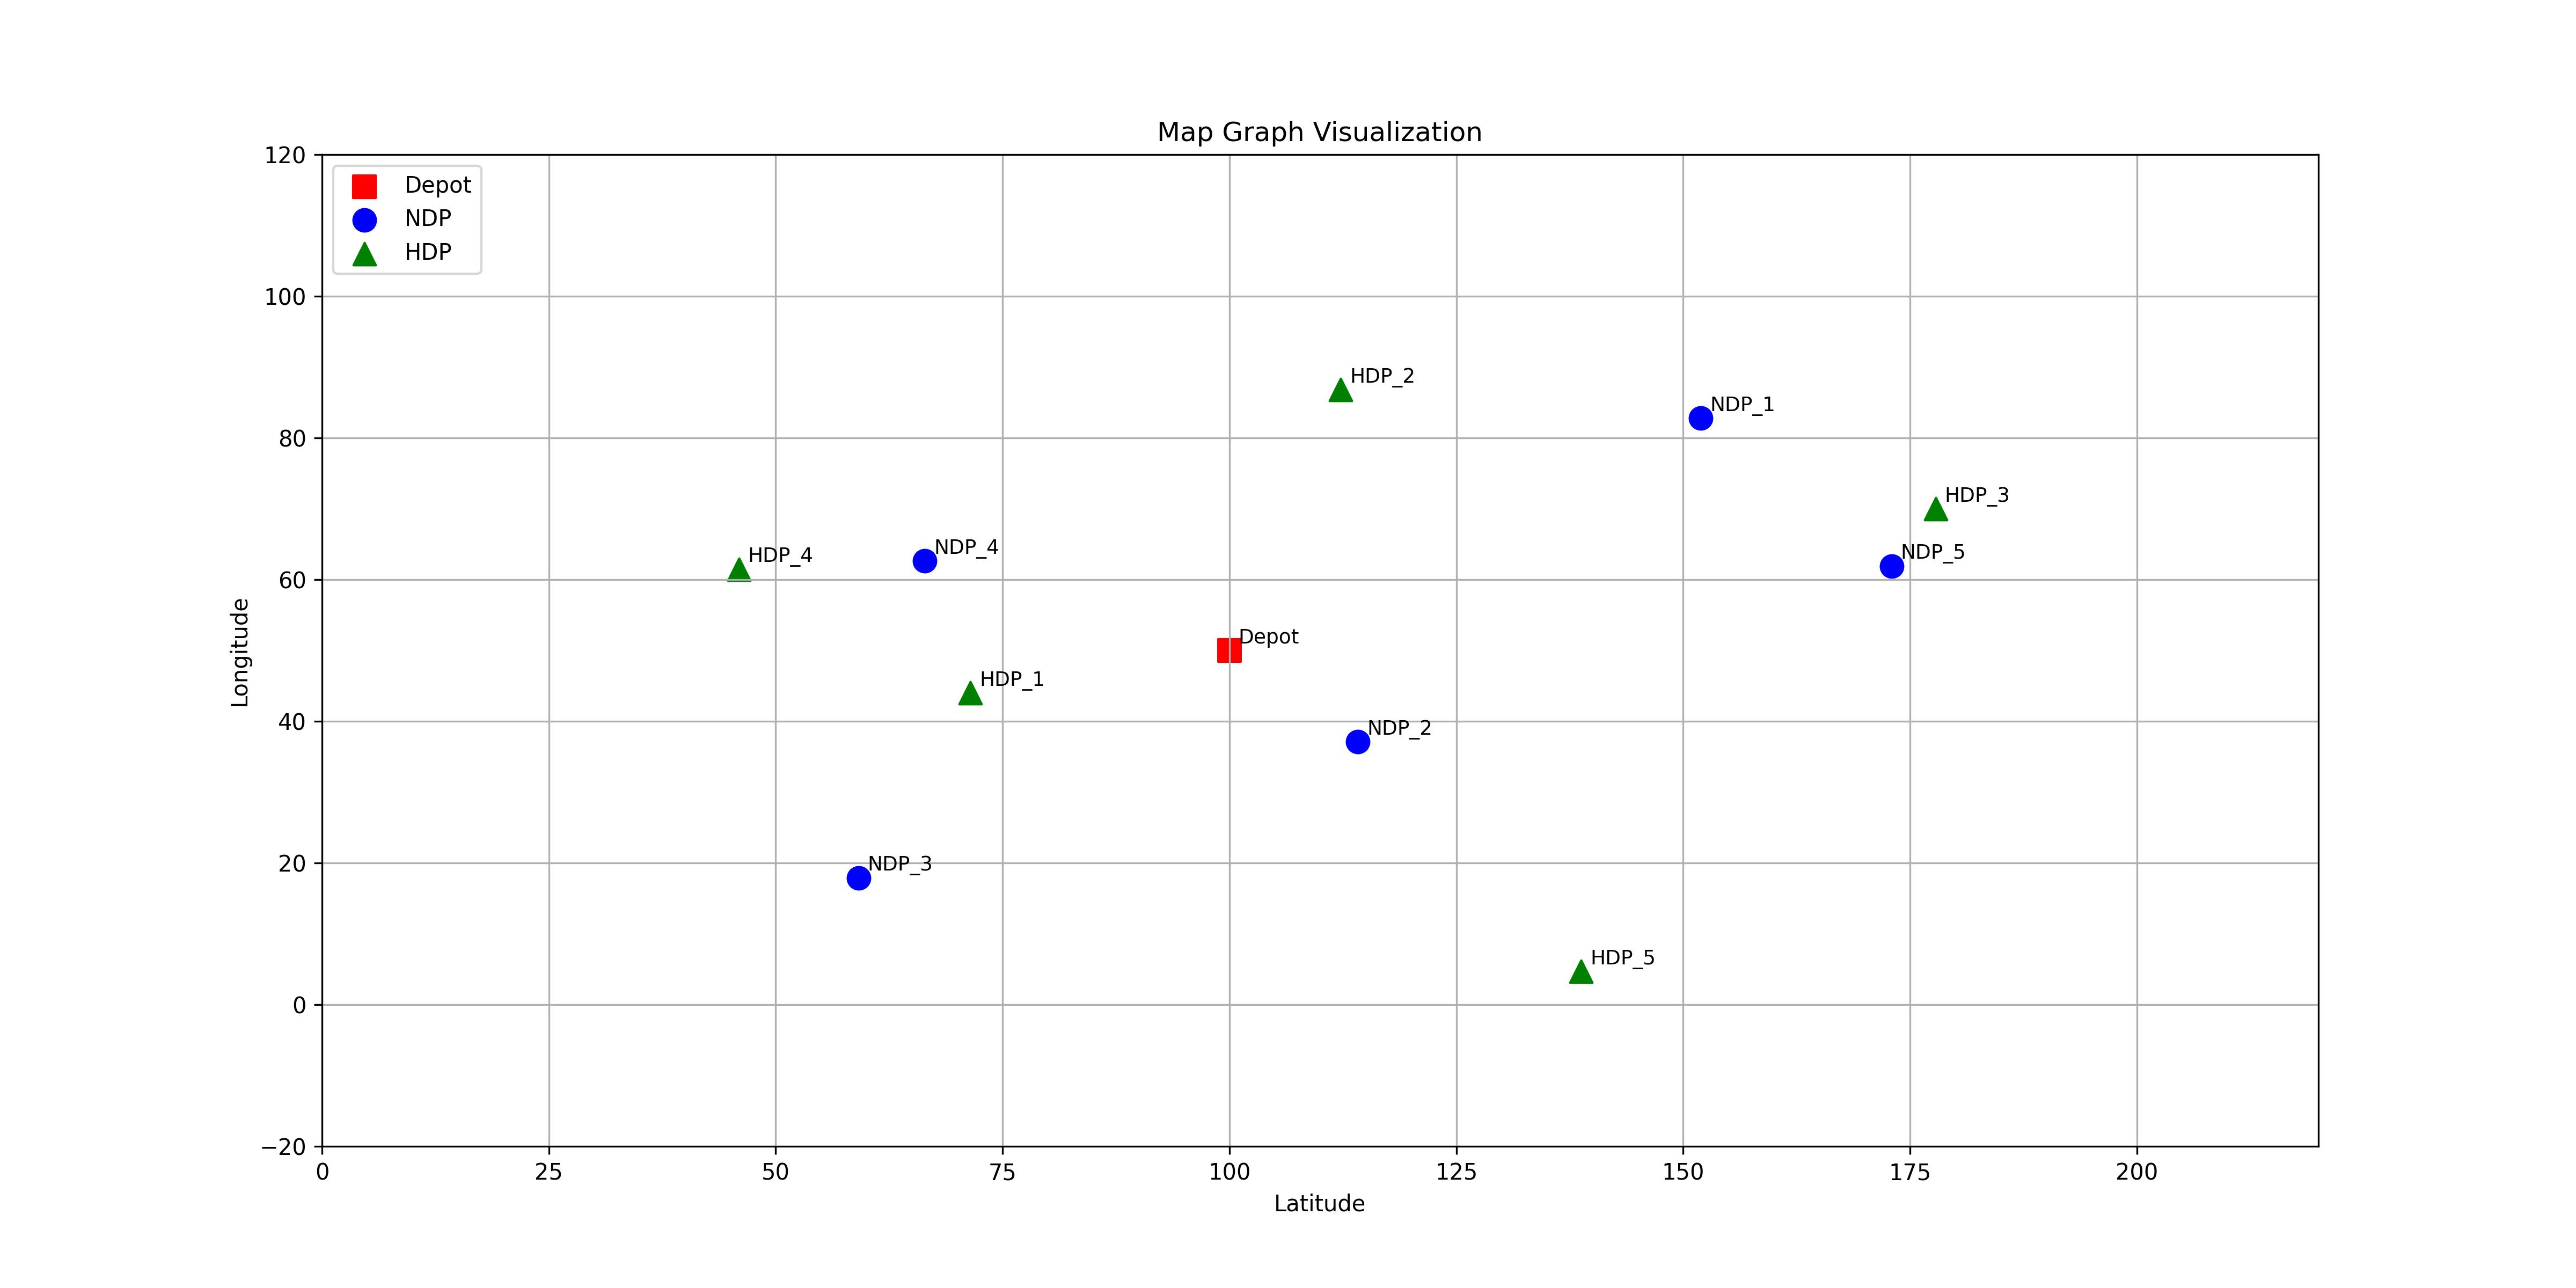 Map Graph Visualization
120
100
80
60
40
20
0
−20
Longitude
Depot
NDP
HDP
HDP_2
NDP_1
HDP_3
NDP_5
NDP_4
HDP_4
Depot
HDP_1
NDP_2
NDP_3
HDP_5
0 25 50 75 100 125 150 175 200
Latitude